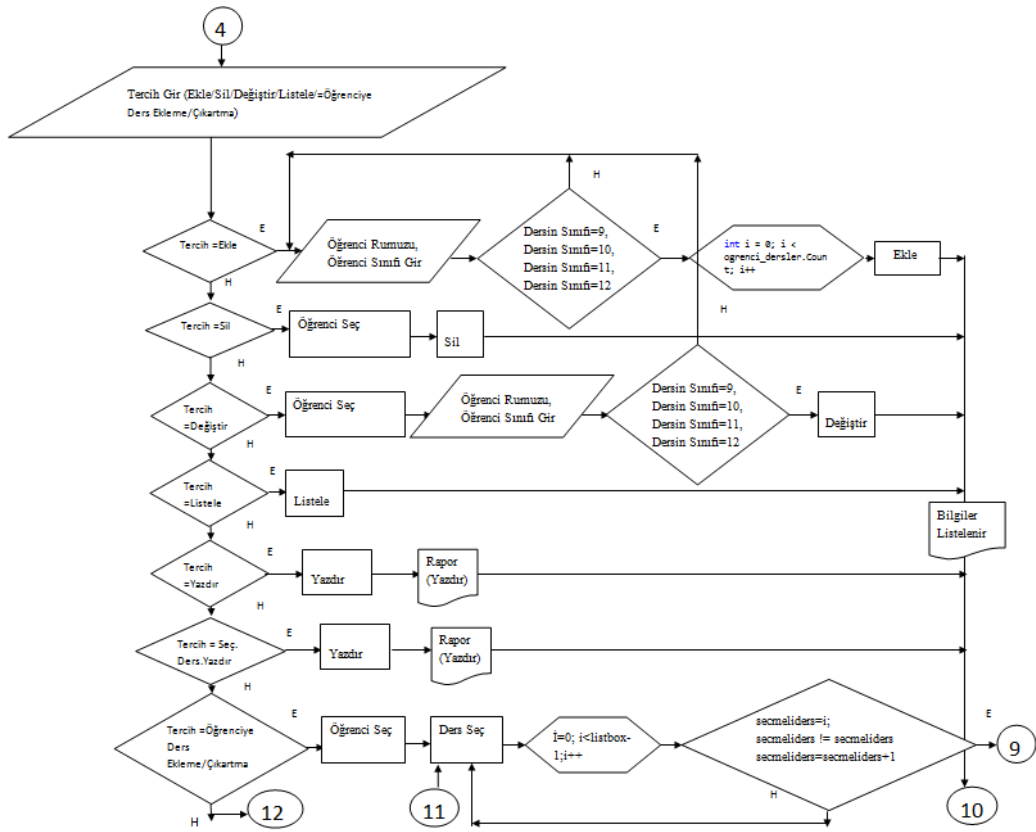 4
Tercih Gir (Ekle/Sil/Değiştir/Listele/=Öğrenciye
Ders Ekleme/Çıkartma)
H
Tercih =Ekle
E
Öğrenci Rumuzu,
Öğrenci Sınıfı Gir
Dersin Sınıfı=9,
Dersin Sınıfı=10,
Dersin Sınıfı=11,
Dersin Sınıfı=12
E
int i = 0; i <
ogrenci_dersler.Coun
t; i++
Ekle
H
Tercih =Sil
E
Öğrenci Seç
Sil
H
H
Tercih
=Değiştir
E
Öğrenci Seç
Öğrenci Rumuzu,
Öğrenci Sınıfı Gir
Dersin Sınıfı=9,
Dersin Sınıfı=10,
Dersin Sınıfı=11,
Dersin Sınıfı=12
E
Değiştir
H
Tercih
=Listele
E
Listele
Bilgiler
Listelenir
H
Tercih
=Yazdır
E
Yazdır
Rapor
(Yazdır)
H
Tercih = Seç.
Ders.Yazdır
E
Yazdır
Rapor
(Yazdır)
H
Tercih =Öğrenciye
Ders
Ekleme/Çıkartma
E
Öğrenci Seç
Ders Seç
İ=0; i<listbox-
1;i++
secmeliders=i;
secmeliders != secmeliders
secmeliders=secmeliders+1
E
9
H
H
12
11
10